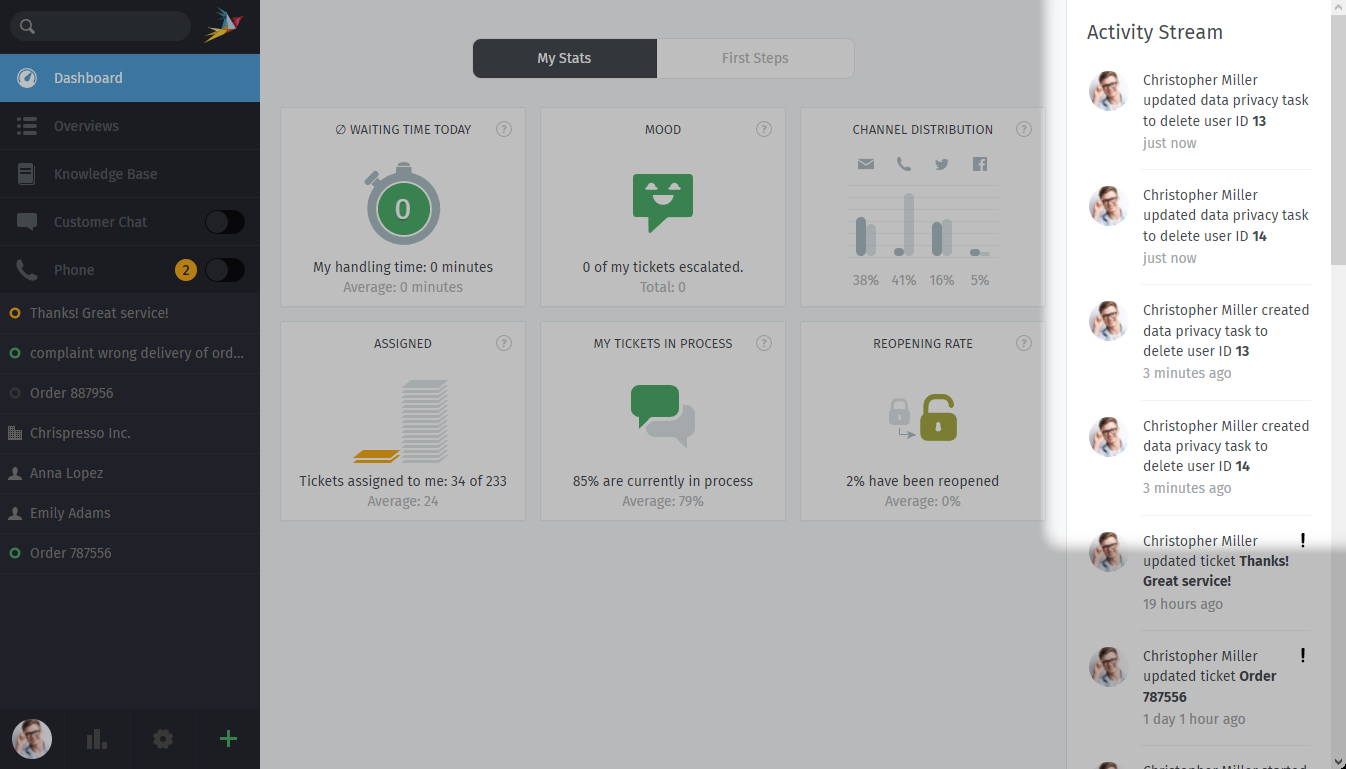 Dashboard
Overviews
Knowledge Base
Customer Chat
Phone
2
Thanks! Great service!
complaint wrong delivery of ord...
Order 887956
Chrispresso Inc.
Anna Lopez
Emily Adams
Order 787556
My Stats
First Steps
∅ WAITING TIME TODAY
?
0
My handling time: 0 minutes
Average: 0 minutes
MOOD
?
0 of my tickets escalated.
Total: 0
CHANNEL DISTRIBUTION
?
38% 41% 16% 5%
ASSIGNED
?
Tickets assigned to me: 34 of 233
Average: 24
MY TICKETS IN PROCESS
?
85% are currently in process
Average: 79%
REOPENING RATE
?
2% have been reopened
Average: 0%
Activity Stream
Christopher Miller
updated data privacy task
to delete user ID 13
just now
Christopher Miller
updated data privacy task
to delete user ID 14
just now
Christopher Miller created
data privacy task to
delete user ID 13
3 minutes ago
Christopher Miller created
data privacy task to
delete user ID 14
3 minutes ago
Christopher Miller !
updated ticket Thanks!
Great service!
19 hours ago
Christopher Miller !
updated ticket Order
787556
1 day 1 hour ago
Christopher Miller started